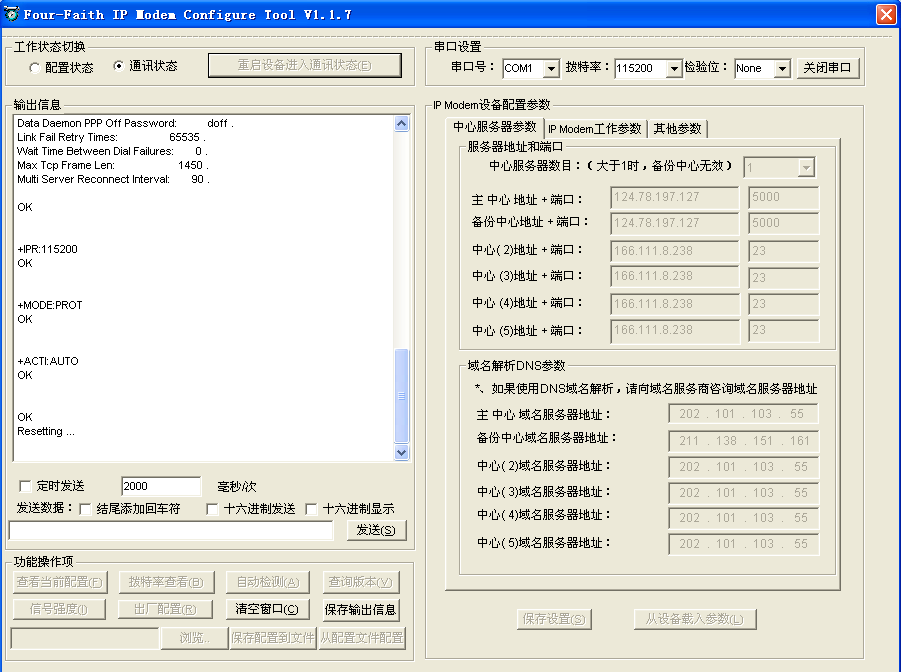 Four-Faith IP Modem Configure Tool V1.1.7
工作状态切换
配置状态
通讯状态
重启设备进入通讯状态(E)
串口设置
串口号：
COM1
拨特率：
115200
检验位：
None
关闭串口
输出信息
Data Daemon PPP Off Password: doff .
Link Fail Retry Times: 65535 .
Wait Time Between Dial Failures: 0 .
Max Tcp Frame Len: 1450 .
Multi Server Reconnect Interval: 90 .
OK
+IPR:115200
OK
+MODE:PROT
OK
+ACTI:AUTO
OK
OK
Resetting ...
定时发送
2000
毫秒/次
发送数据：
结尾添加回车符
十六进制发送
十六进制显示
发送(S)
功能操作项
查看当前配置(F)
拨特率查看(B)
自动检测(A)
查询版本(V)
信号强度(I)
出厂配置(R)
清空窗口(C)
保存输出信息
浏览..
保存配置到文件
从配置文件配置
IP Modem设备配置参数
中心服务器参数
IP Modem工作参数
其他参数
服务器地址和端口
中心服务器数目：（大于1时，备份中心无效）
1
主 中心 地址 + 端口：
124.78.197.127
5000
备份中心地址 + 端口：
124.78.197.127
5000
中心( 2)地址 + 端口：
166.111.8.238
23
中心 (3)地址 + 端口：
166.111.8.238
23
中心 (4)地址 + 端口：
166.111.8.238
23
中心 (5)地址 + 端口：
166.111.8.238
23
域名解析DNS参数
*、如果使用DNS域名解析，请向域名服务商咨询域名服务器地址
主 中心 域名服务器地址：
202 . 101 . 103 . 55
备份中心域名服务器地址：
211 . 138 . 151 . 161
中心( 2)域名服务器地址：
202 . 101 . 103 . 55
中心( 3)域名服务器地址：
202 . 101 . 103 . 55
中心( 4)域名服务器地址：
202 . 101 . 103 . 55
中心( 5)域名服务器地址：
202 . 101 . 103 . 55
保存设置(S)
从设备载入参数(L)